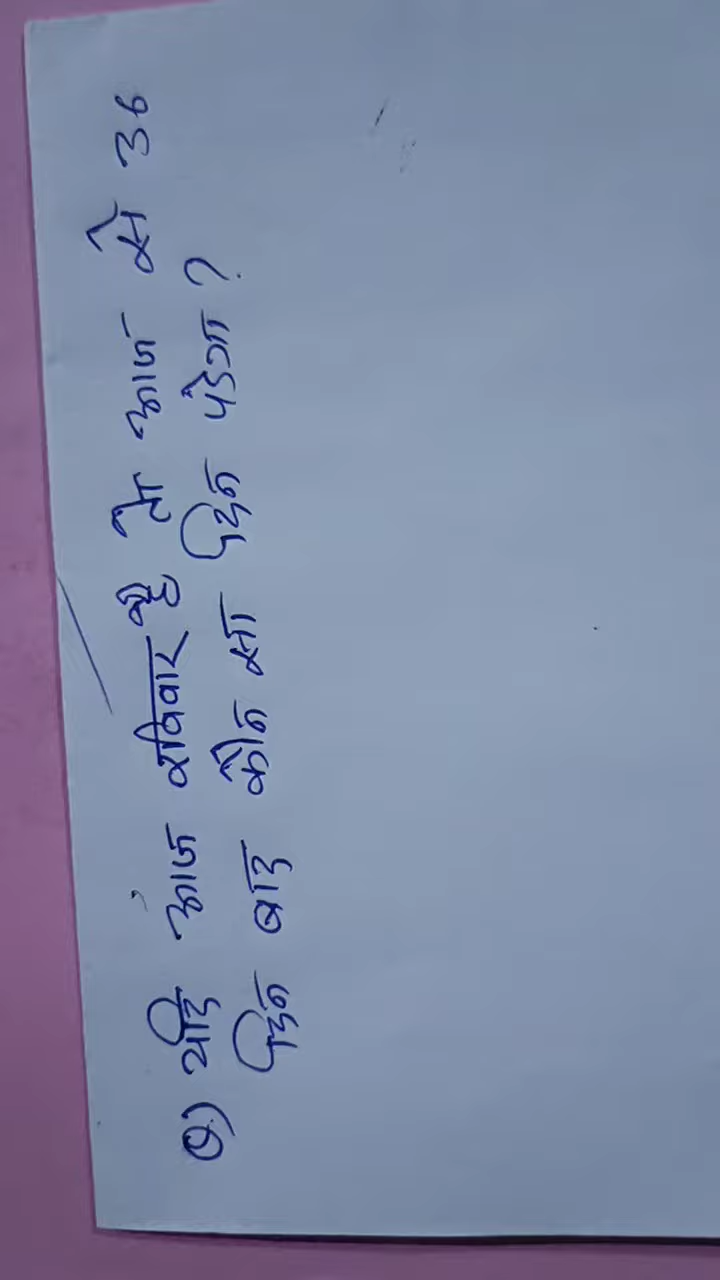 Q) यदि आज रविवार है तो आज से 36
दिन बाद कौन सा दिन पड़ेगा ?